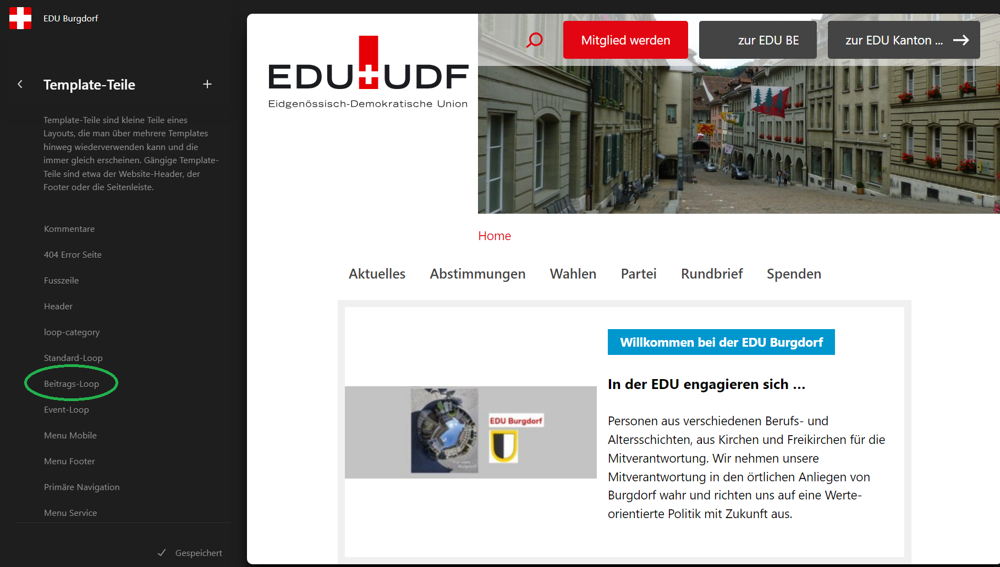 EDU Burgdorf
Template-Teile
Template-Teile sind kleine Teile eines
Layouts, die man über mehrere Templates
hinweg wiederverwenden kann und die
immer gleich erscheinen. Gängige Template-
Teile sind etwa der Website-Header, der
Footer oder die Seitenleiste.
Kommentare
404 Error Seite
Fusszeile
Header
loop-category
Standard-Loop
Beitrags-Loop
Event-Loop
Menu Mobile
Menu Footer
Primäre Navigation
Menu Service
Gespeichert
EDU UDF
Eidgenössisch-Demokratische Union
Mitglied werden
zur EDU BE
zur EDU Kanton ...
Home
Aktuelles Abstimmungen Wahlen Partei Rundbrief Spenden
EDU Burgdorf
Willkommen bei der EDU Burgdorf
In der EDU engagieren sich ...
Personen aus verschiedenen Berufs- und
Altersschichten, aus Kirchen und Freikirchen für die
Mitverantwortung. Wir nehmen unsere
Mitverantwortung in den örtlichen Anliegen von
Burgdorf wahr und richten uns auf eine Werte-
orientierte Politik mit Zukunft aus.